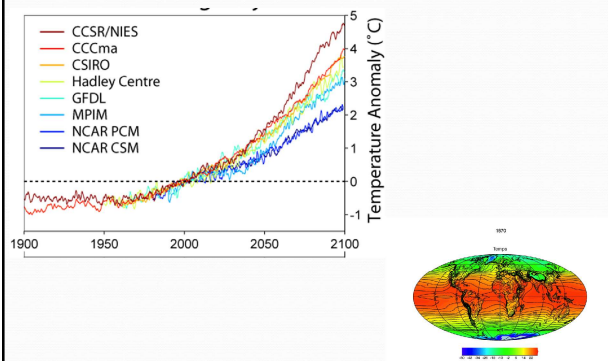 CCSR/NIES
CCCma
CSIRO
Hadley Centre
GFDL
MPIM
NCAR PCM
NCAR CSM
5
4
3
2
1
0
-1
Temperature Anomaly (˚C)
1900
1950
2000
2050
2100
1870